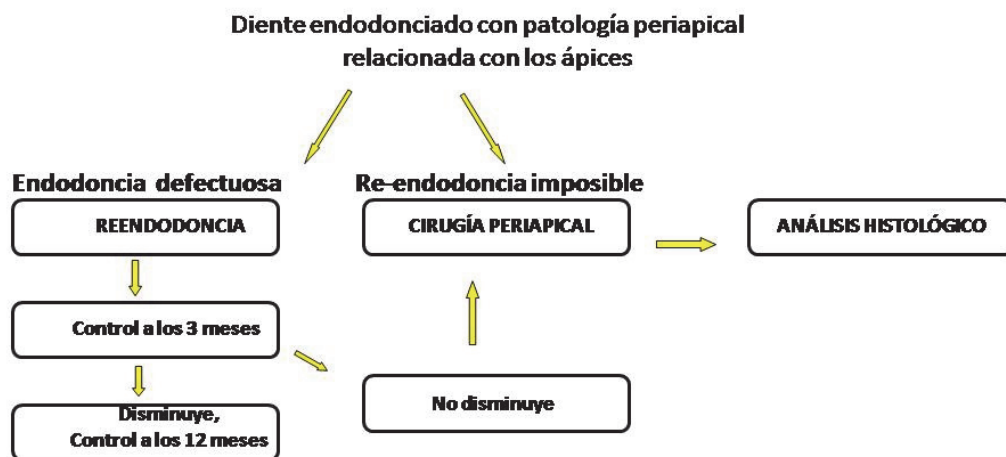 Diente endodonciado con patología periapical
relacionada con los ápices
Endodoncia defectuosa
Re-endodoncia imposible
REENDODONCIA
CIRUGÍA PERIAPICAL
ANÁLISIS HISTOLÓGICO
Control a los 3 meses
No disminuye
Disminuye,
Control a los 12 meses